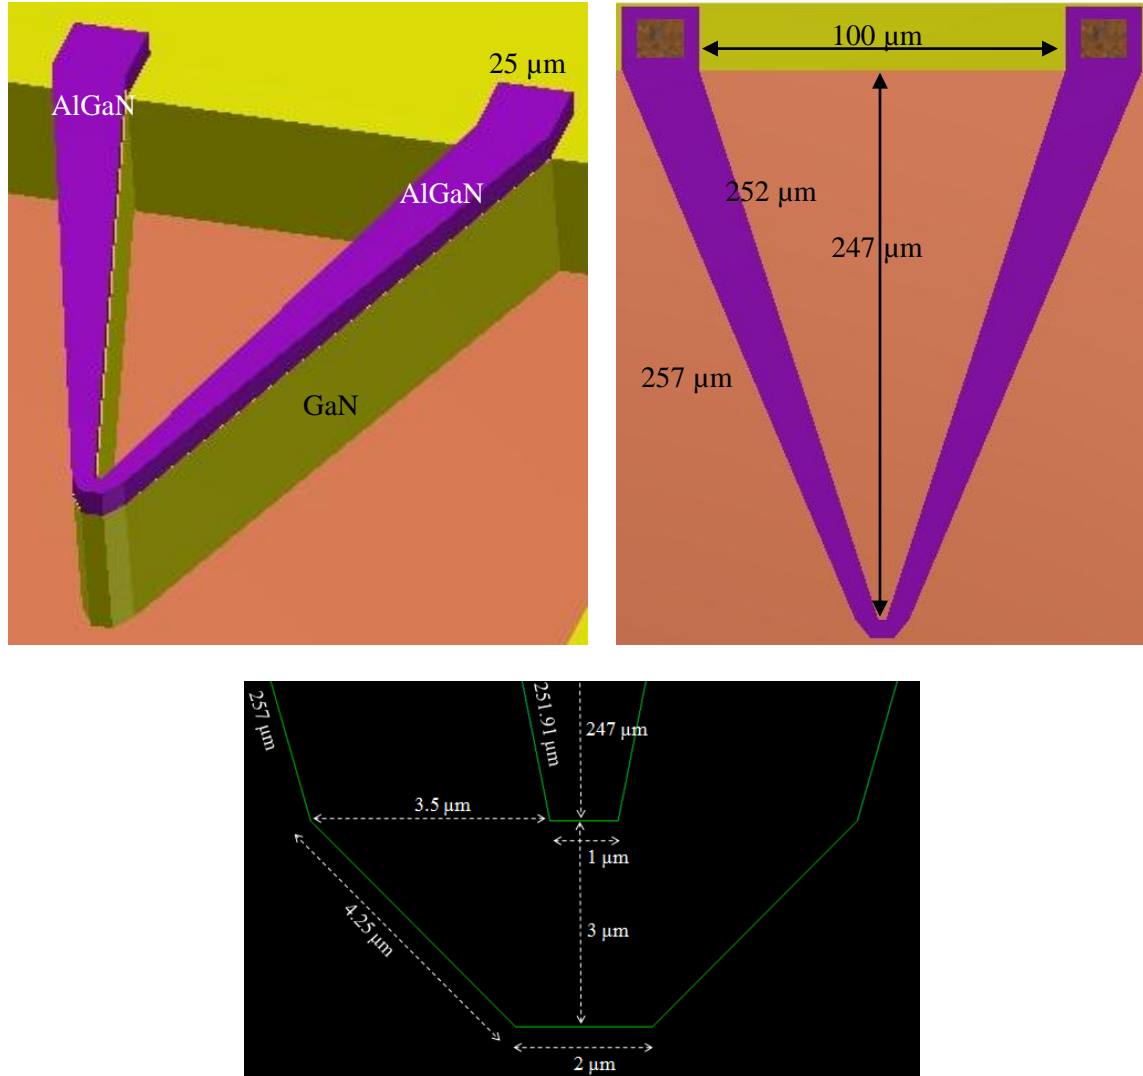 25 µm
AlGaN
AlGaN
GaN
100 µm
252 µm
247 µm
257 µm
257 µm
251.91 µm
247 µm
3.5 µm
1 µm
4.25 µm
3 µm
2 µm